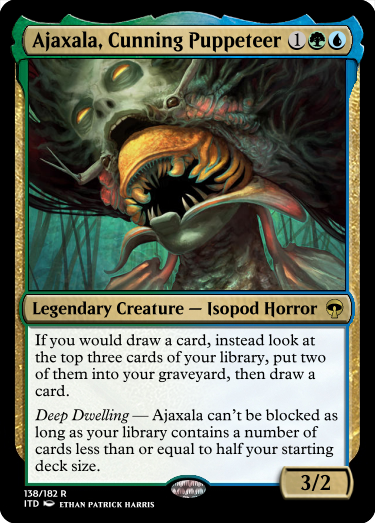 Ajaxala, Cunning Puppeteer 1
Legendary Creature — Isopod Horror
If you would draw a card, instead look at
the top three cards of your library, put two
of them into your graveyard, then draw a
card.
Deep Dwelling — Ajaxala can't be blocked as
long as your library contains a number of
cards less than or equal to half your starting
deck size.
3/2
138/182 R
ITD ETHAN PATRICK HARRIS